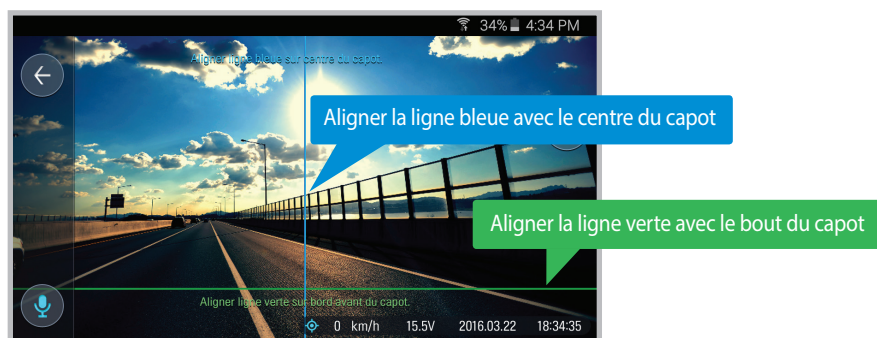 34% 4:34 PM
Aligner ligne bleue sur centre du capot.
Aligner la ligne bleue avec le centre du capot
Aligner la ligne verte avec le bout du capot
Aligner ligne verte sur bord avant du capot.
0 km/h 15.5V 2016.03.22 18:34:35